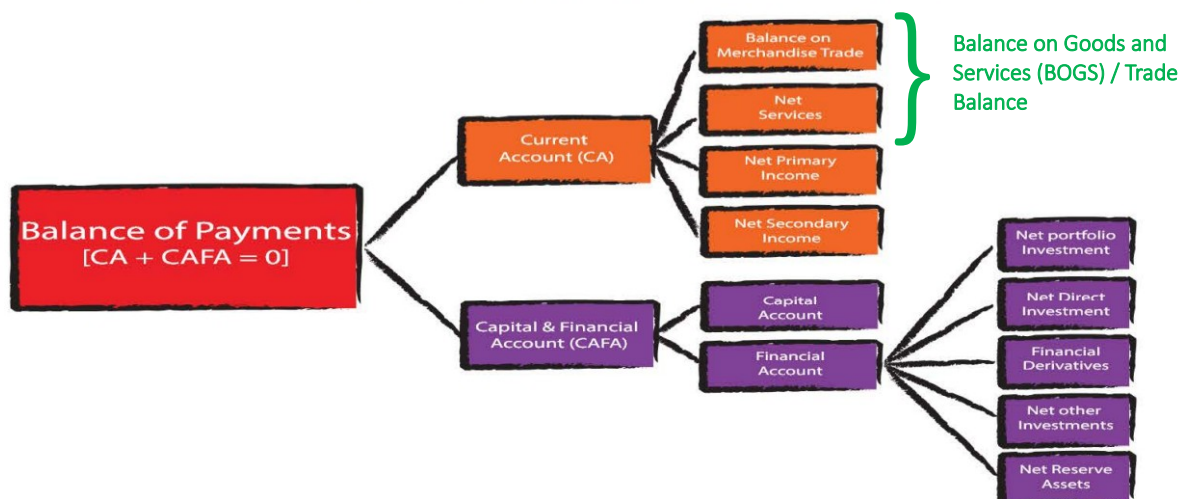 Balance of Payments
[CA + CAFA = 0]
Current
Account (CA)
Balance on
Merchandise Trade
Net
Services
Net Primary
Income
Net Secondary
Income
Balance on Goods and
Services (BOGS) / Trade
Balance
Capital & Financial
Account (CAFA)
Capital
Account
Financial
Account
Net portfolio
Investment
Net Direct
Investment
Financial
Derivatives
Net other
Investments
Net Reserve
Assets